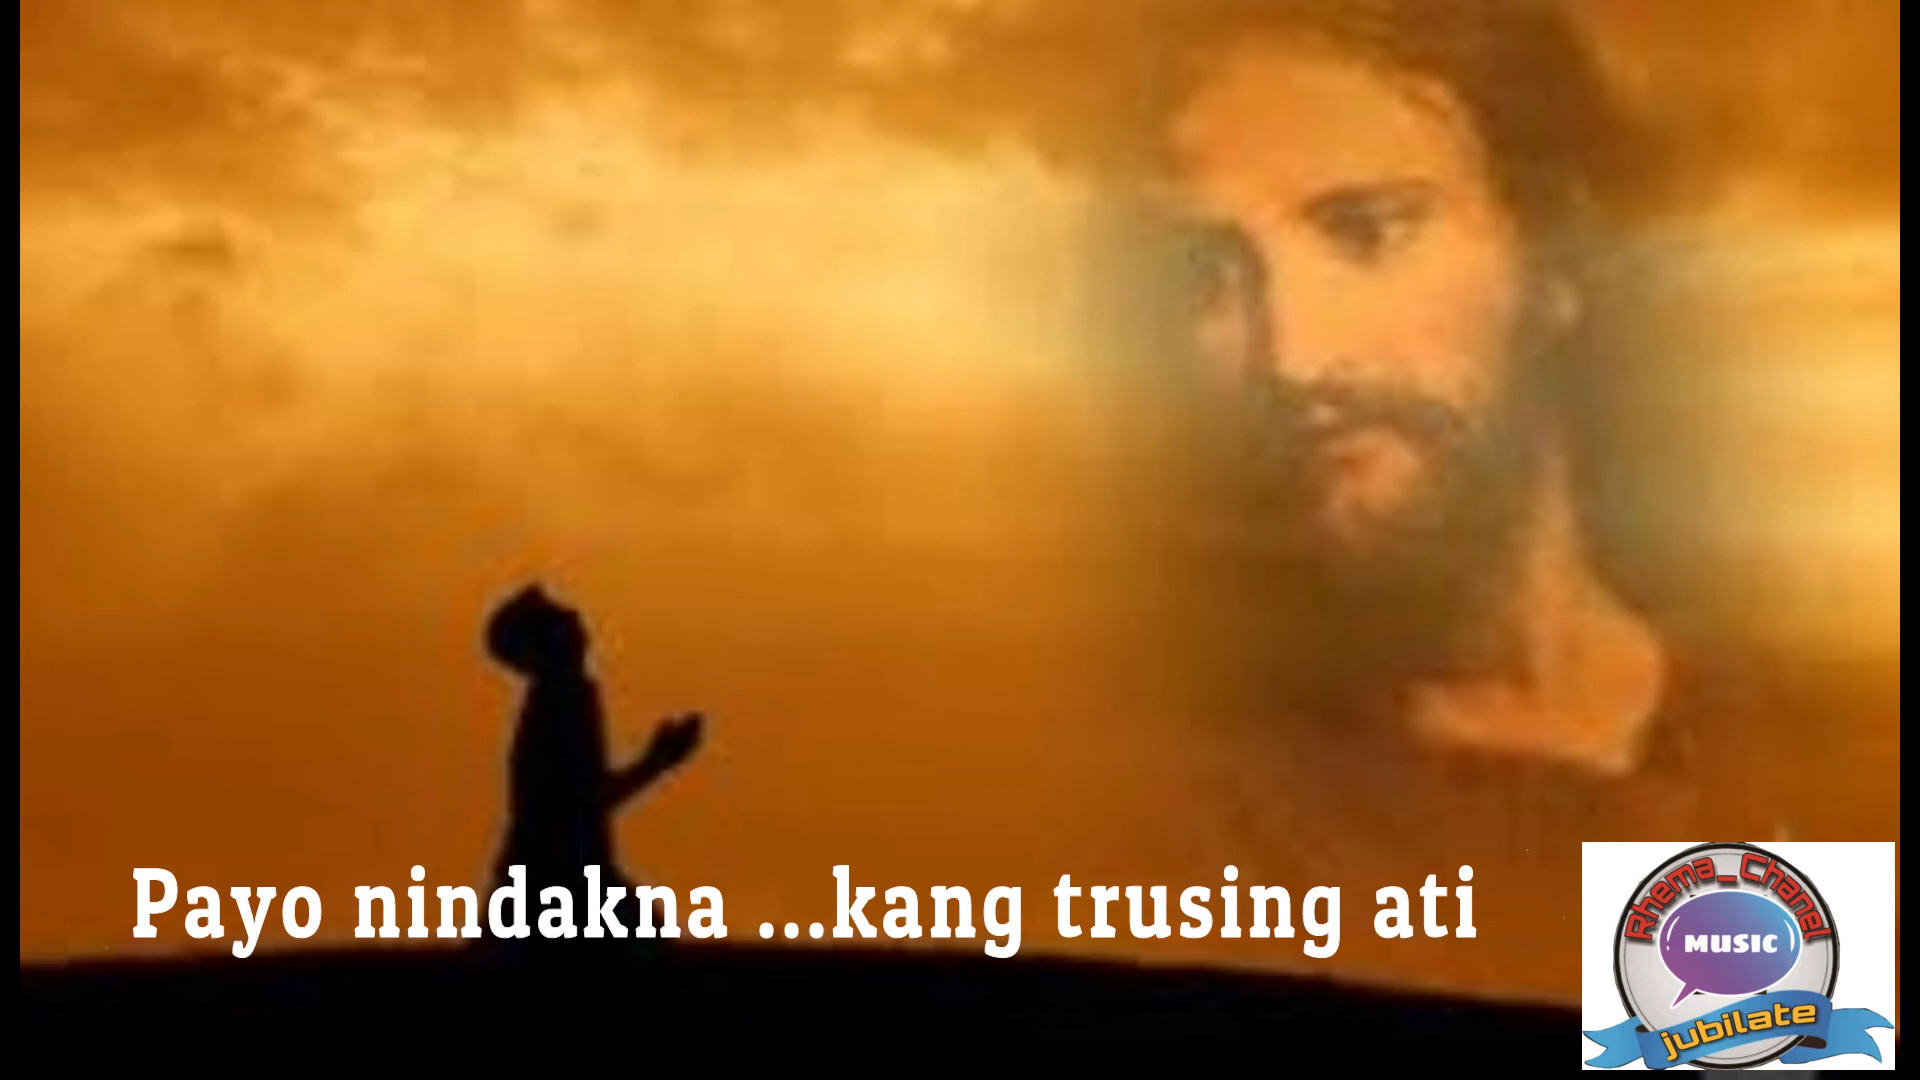 Payo nindakna ...kang trusing ati
Rhema_Chanel
MUSIC
jubilate